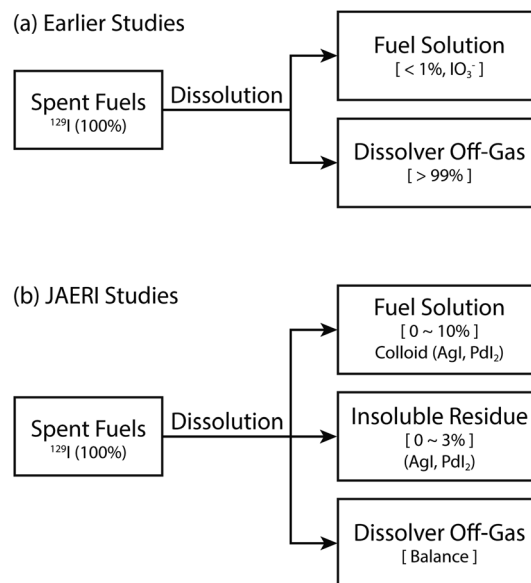 (a) Earlier Studies
Spent Fuels
¹²⁹I (100%)
Dissolution
Fuel Solution
[ < 1%, IO₃⁻ ]
Dissolver Off-Gas
[ > 99% ]
(b) JAERI Studies
Spent Fuels
¹²⁹I (100%)
Dissolution
Fuel Solution
[ 0 ~ 10% ]
Colloid (AgI, PdI₂)
Insoluble Residue
[ 0 ~ 3% ]
(AgI, PdI₂)
Dissolver Off-Gas
[ Balance ]